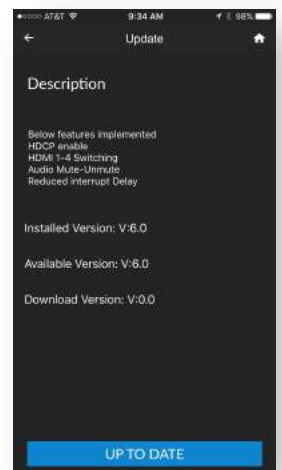 AT&T 9:34 AM 98%
Update
Description
Below features implemented
HDCP enable
HDMI 1-4 Switching
Audio Mute-Unmute
Reduced interrupt Delay
Installed Version: V:6.0
Available Version: V:6.0
Download Version: V:0.0
UP TO DATE